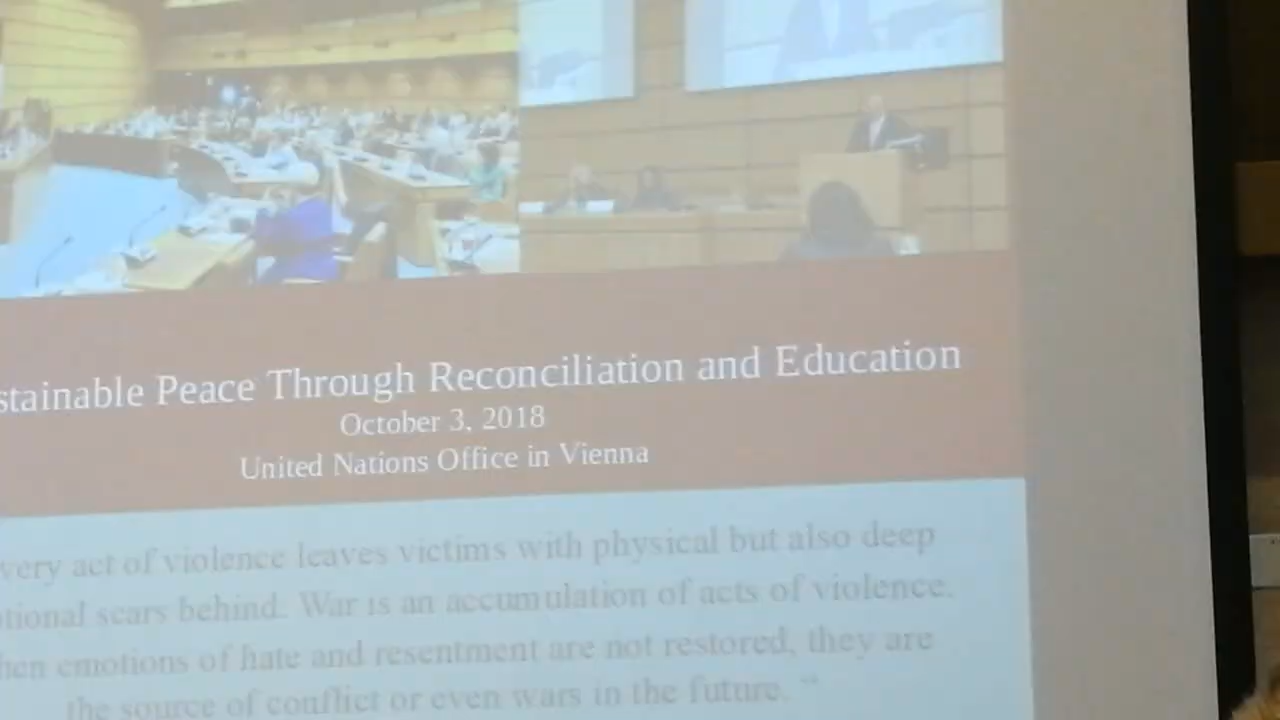 stainable Peace Through Reconciliation and Education
October 3, 2018
United Nations Office in Vienna
very act of violence leaves victims with physical but also deep
tional scars behind. War is an accumulation of acts of violence.
hen emotions of hate and resentment are not restored, they are
the source of conflict or even wars in the future. "